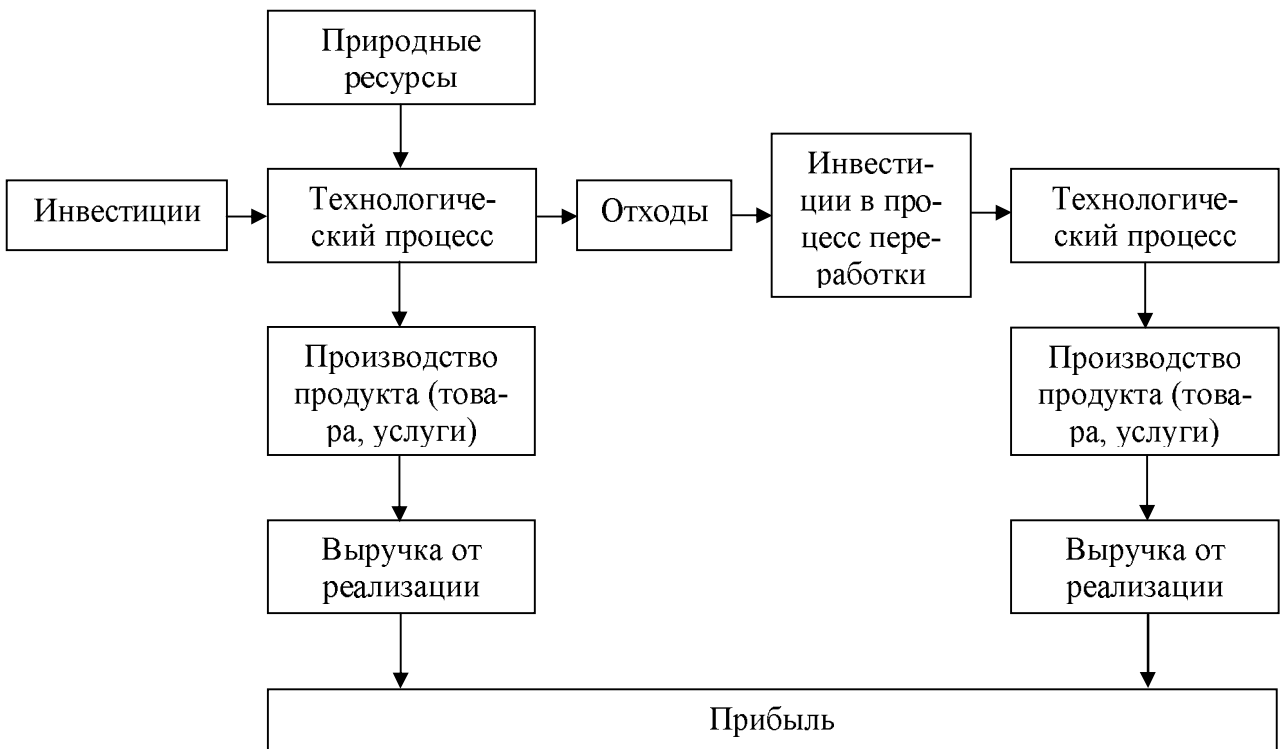 Природные
ресурсы
Инвестиции
Технологиче-
ский процесс
Отходы
Инвести-
ции в про-
цесс пере-
работки
Технологиче-
ский процесс
Производство
продукта (това-
ра, услуги)
Производство
продукта (това-
ра, услуги)
Выручка от
реализации
Выручка от
реализации
Прибыль